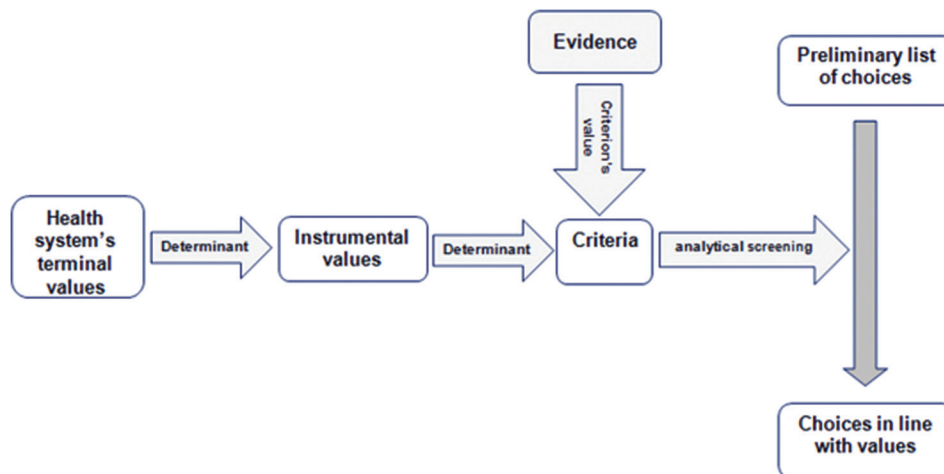 Evidence
Preliminary list
of choices
Criterion's
value
Health
system's
terminal
values
Determinant
Instrumental
values
Determinant
Criteria
analytical screening
Choices in line
with values